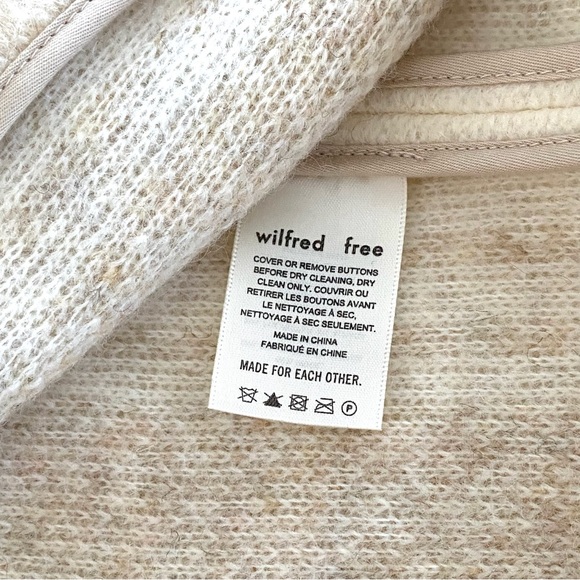 wilfred free
COVER OR REMOVE BUTTONS
BEFORE DRY CLEANING, DRY
CLEAN ONLY. COUVRIR OU
RETIRER LES BOUTONS AVANT
LE NETTOYAGE À SEC,
NETTOYAGE À SEC SEULEMENT.
MADE IN CHINA
FABRIQUÉ EN CHINE
MADE FOR EACH OTHER.
P